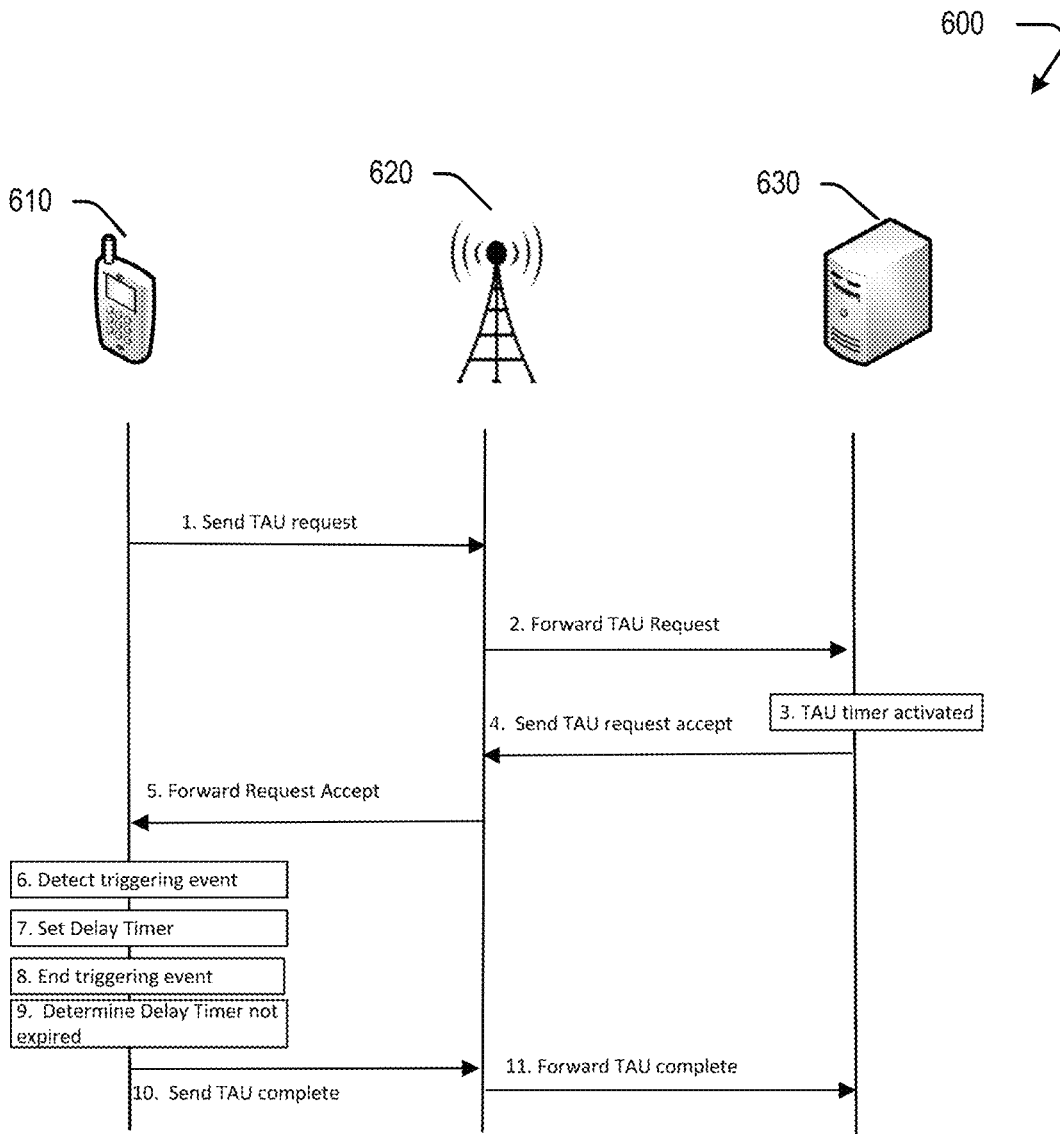 600
620
630
610
1. Send TAU request
2. Forward TAU Request
3. TAU timer activated
4. Send TAU request accept
5. Forward Request Accept
6. Detect triggering event
7. Set Delay Timer
8. End triggering event
9. Determine Delay Timer not
expired
10. Send TAU complete
11. Forward TAU complete